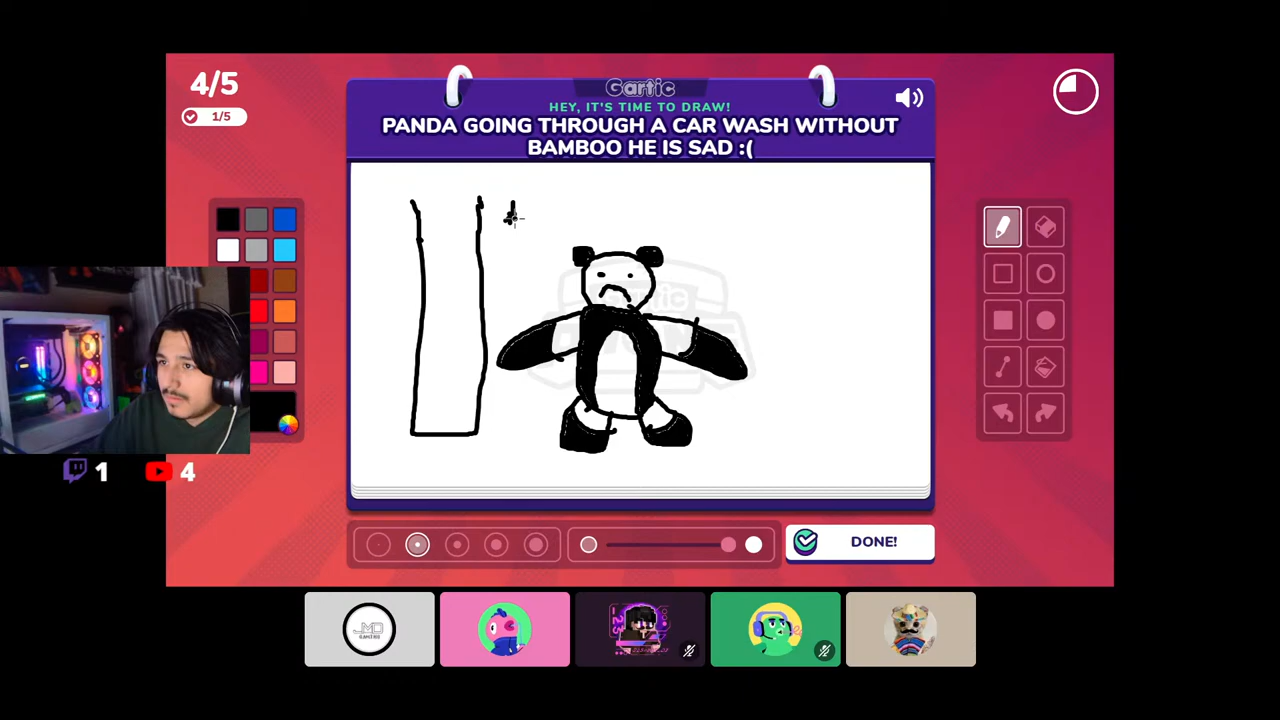 4/5
1/5
Gartic
HEY, IT'S TIME TO DRAW!
PANDA GOING THROUGH A CAR WASH WITHOUT
BAMBOO HE IS SAD :(
1
4
DONE!